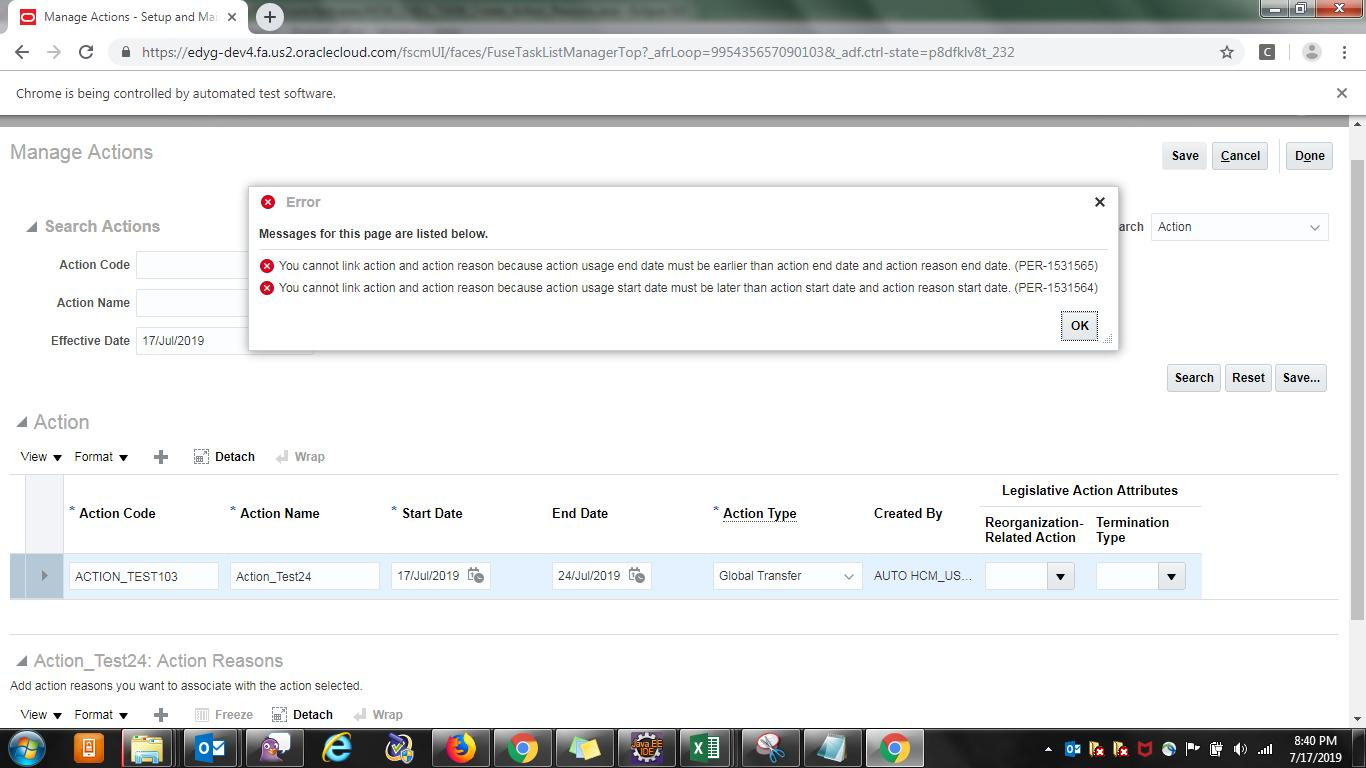 Manage Actions - Setup and Mai
https://edyg-dev4.fa.us2.oraclecloud.com/fscmUI/faces/FuseTaskListManagerTop?_afrLoop=995435657090103&_adf.ctrl-state=p8dfklv8t_232
C
Chrome is being controlled by automated test software.
Manage Actions
Save Cancel Done
Error
Messages for this page are listed below.
You cannot link action and action reason because action usage end date must be earlier than action end date and action reason end date. (PER-1531565)
You cannot link action and action reason because action usage start date must be later than action start date and action reason start date. (PER-1531564)
OK
Search Actions
arch Action
Action Code
Action Name
Effective Date 17/Jul/2019
Search Reset Save...
Action
View Format Detach Wrap
Legislative Action Attributes
* Action Code * Action Name * Start Date End Date * Action Type Created By Reorganization-Related Action Termination Type
ACTION_TEST103 Action_Test24 17/Jul/2019 24/Jul/2019 Global Transfer AUTO HCM_US...
Action_Test24: Action Reasons
Add action reasons you want to associate with the action selected.
View Format Freeze Detach Wrap
Java EE
IDE
8:40 PM
7/17/2019